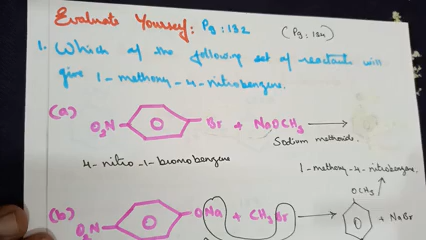 Evaluate Yourself: Pg: 132
(Pg: 124)
1. Which of the following set of reactants will
give 1-methoxy-4-nitrobenzene.
(a)
O₂N Br + NaOCH₃ →
Sodium methoxide.
4-nitro-1-bromobenzene
1-methoxy-4-nitrobenzene.
OCH₃
(b)
O₂N ONa + CH₃Br → + NaBr